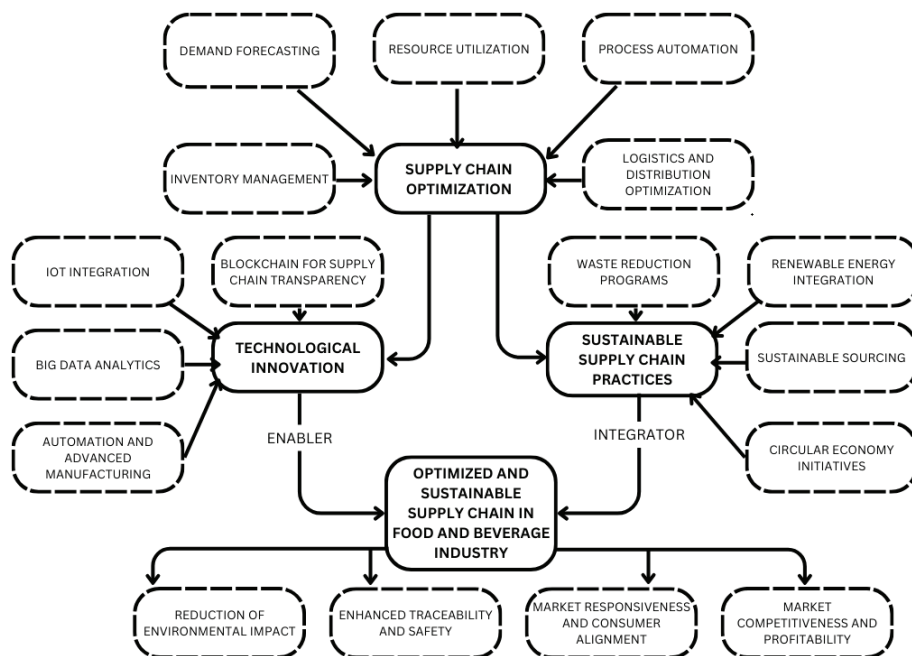 DEMAND FORECASTING
RESOURCE UTILIZATION
PROCESS AUTOMATION
INVENTORY MANAGEMENT
SUPPLY CHAIN
OPTIMIZATION
LOGISTICS AND
DISTRIBUTION
OPTIMIZATION
IOT INTEGRATION
BLOCKCHAIN FOR SUPPLY
CHAIN TRANSPARENCY
WASTE REDUCTION
PROGRAMS
RENEWABLE ENERGY
INTEGRATION
BIG DATA ANALYTICS
TECHNOLOGICAL
INNOVATION
SUSTAINABLE
SUPPLY CHAIN
PRACTICES
SUSTAINABLE SOURCING
AUTOMATION AND
ADVANCED
MANUFACTURING
ENABLER
INTEGRATOR
CIRCULAR ECONOMY
INITIATIVES
OPTIMIZED AND
SUSTAINABLE
SUPPLY CHAIN IN
FOOD AND BEVERAGE
INDUSTRY
REDUCTION OF
ENVIRONMENTAL IMPACT
ENHANCED TRACEABILITY
AND SAFETY
MARKET RESPONSIVENESS
AND CONSUMER
ALIGNMENT
MARKET
COMPETITIVENESS AND
PROFITABILITY